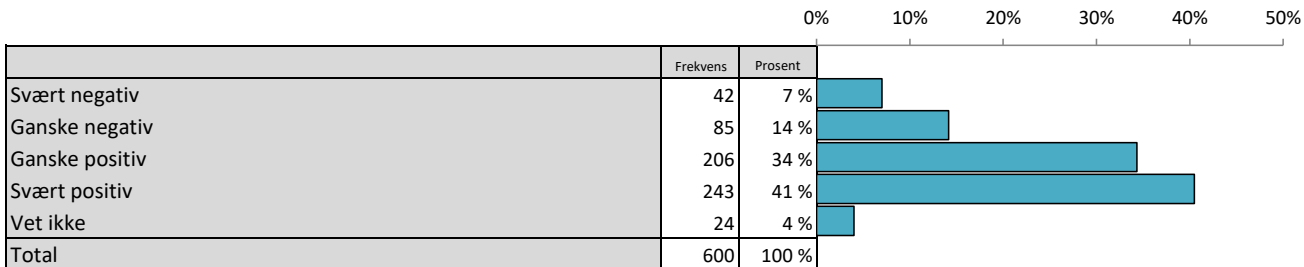 0% 10% 20% 30% 40% 50%
Frekvens Prosent
Svært negativ 42 7 %
Ganske negativ 85 14 %
Ganske positiv 206 34 %
Svært positiv 243 41 %
Vet ikke 24 4 %
Total 600 100 %